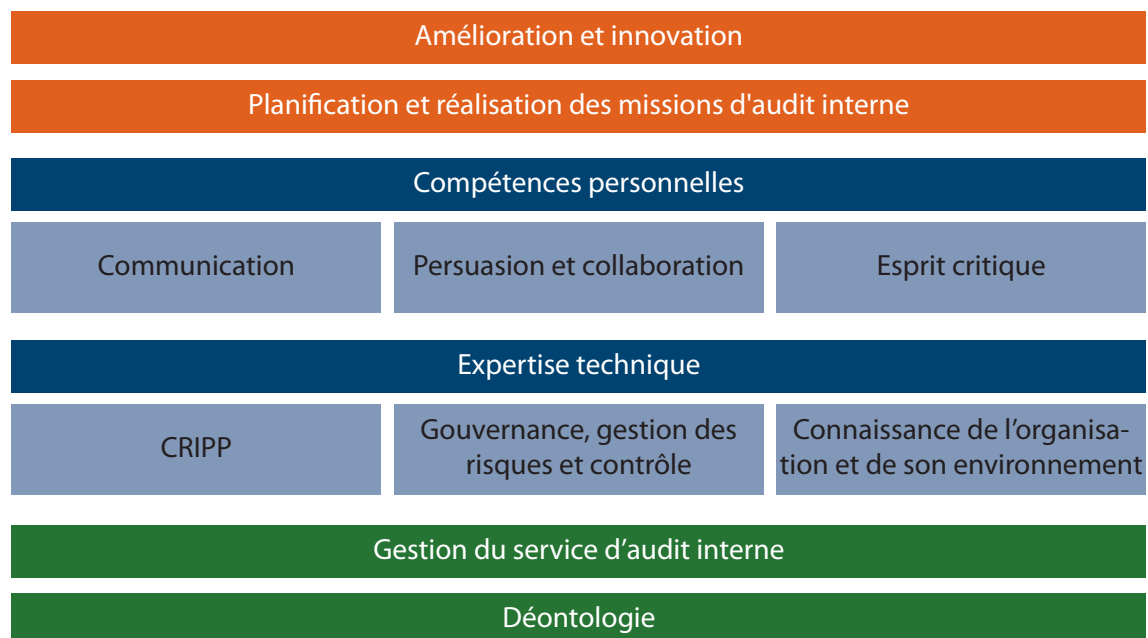 Amélioration et innovation
Planification et réalisation des missions d'audit interne
Compétences personnelles
Communication
Persuasion et collaboration
Esprit critique
Expertise technique
CRIPP
Gouvernance, gestion des
risques et contrôle
Connaissance de l’organisa-
tion et de son environnement
Gestion du service d’audit interne
Déontologie